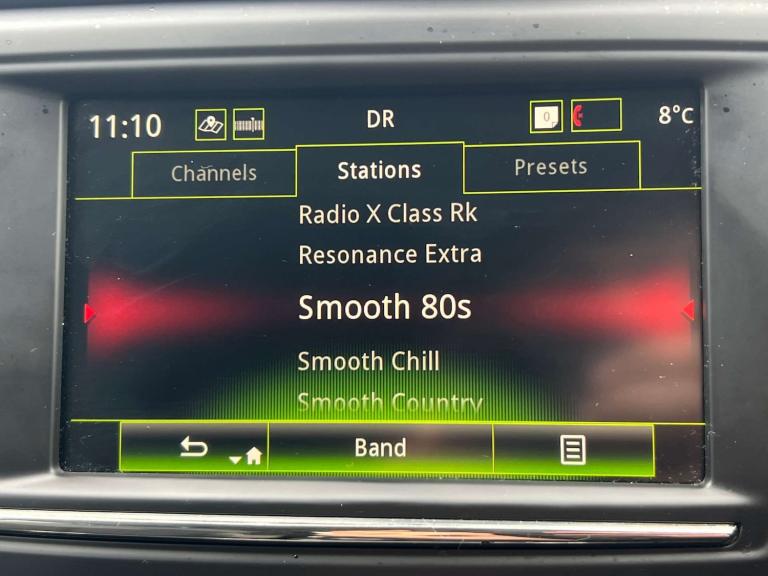 11:10 DR 0 8°C
Channels Stations Presets
Radio X Class Rk
Resonance Extra
Smooth 80s
Smooth Chill
Smooth Country
Band